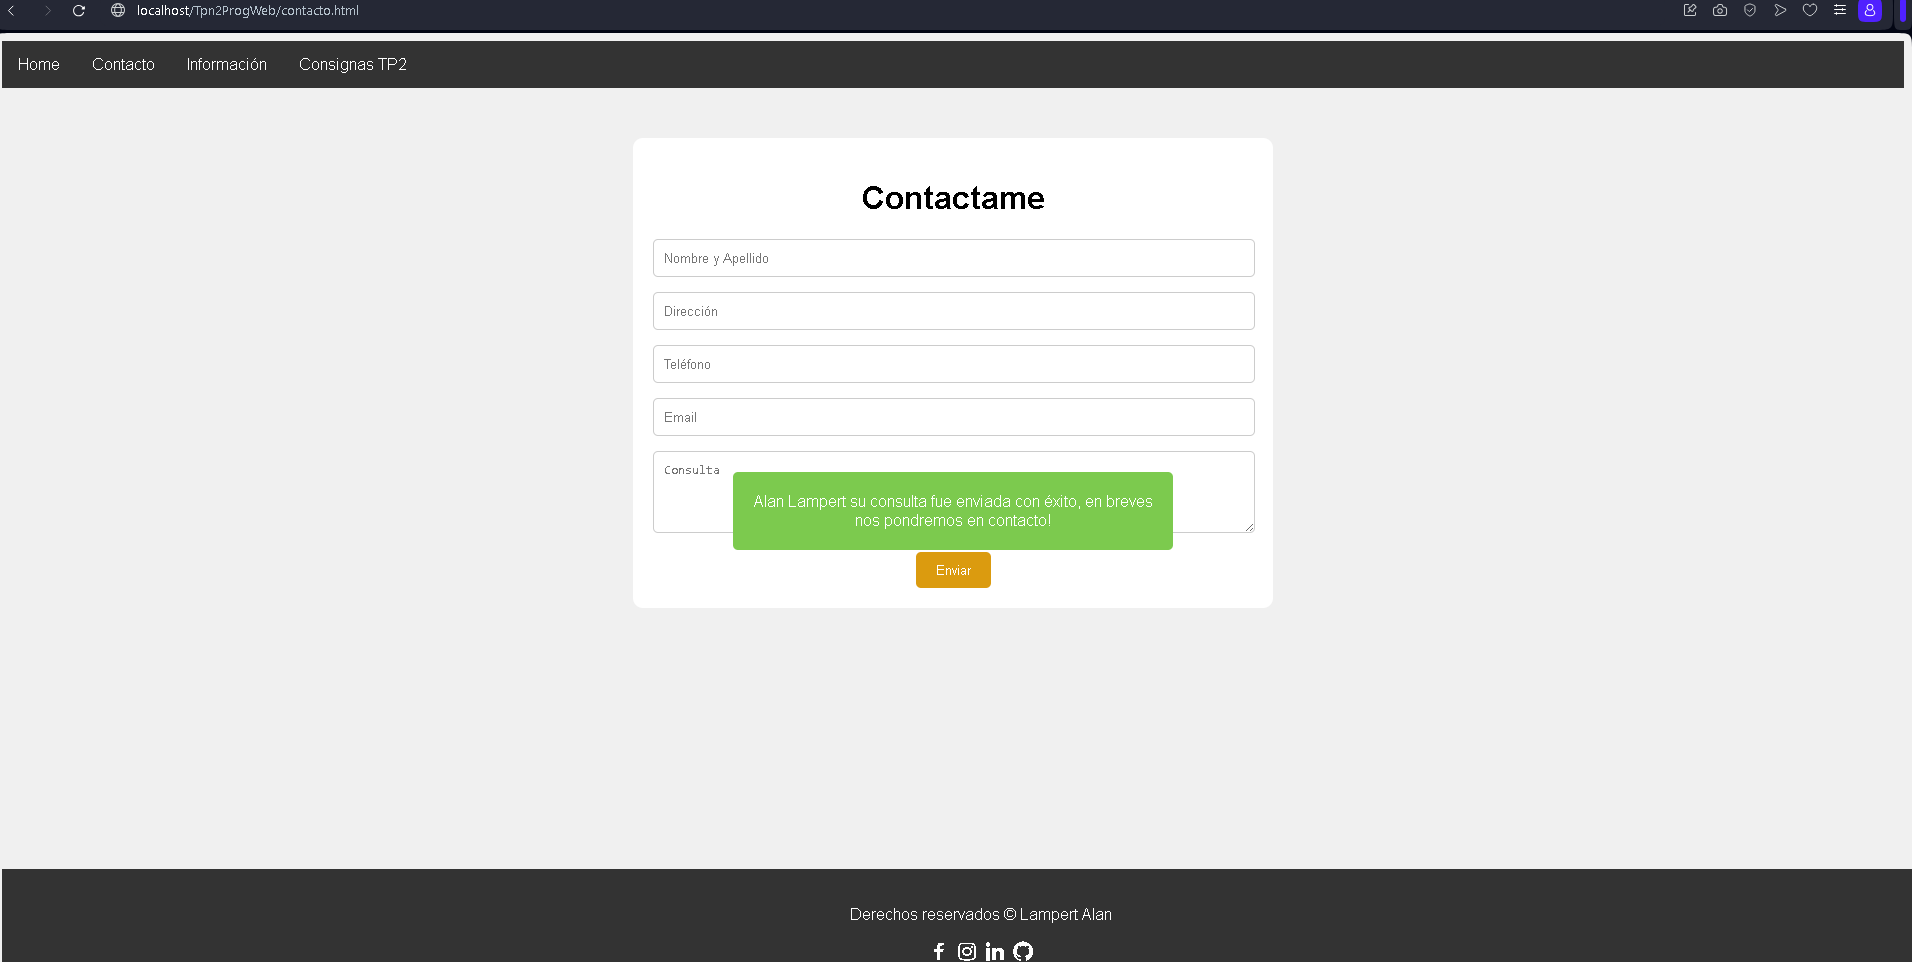 localhost/Tpn2ProgWeb/contacto.html
Home Contacto Información Consignas TP2
Contactame
Nombre y Apellido
Dirección
Teléfono
Email
Consulta
Alan Lampert su consulta fue enviada con éxito, en breves
nos pondremos en contacto!
Enviar
Derechos reservados © Lampert Alan